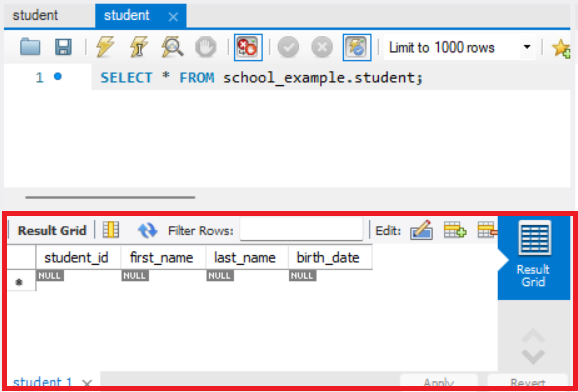 student student ×
Limit to 1000 rows
1 SELECT * FROM school_example.student;
Result Grid Filter Rows: Edit:
student_id first_name last_name birth_date
NULL NULL NULL NULL
Result
Grid
student 1 × Apply Revert